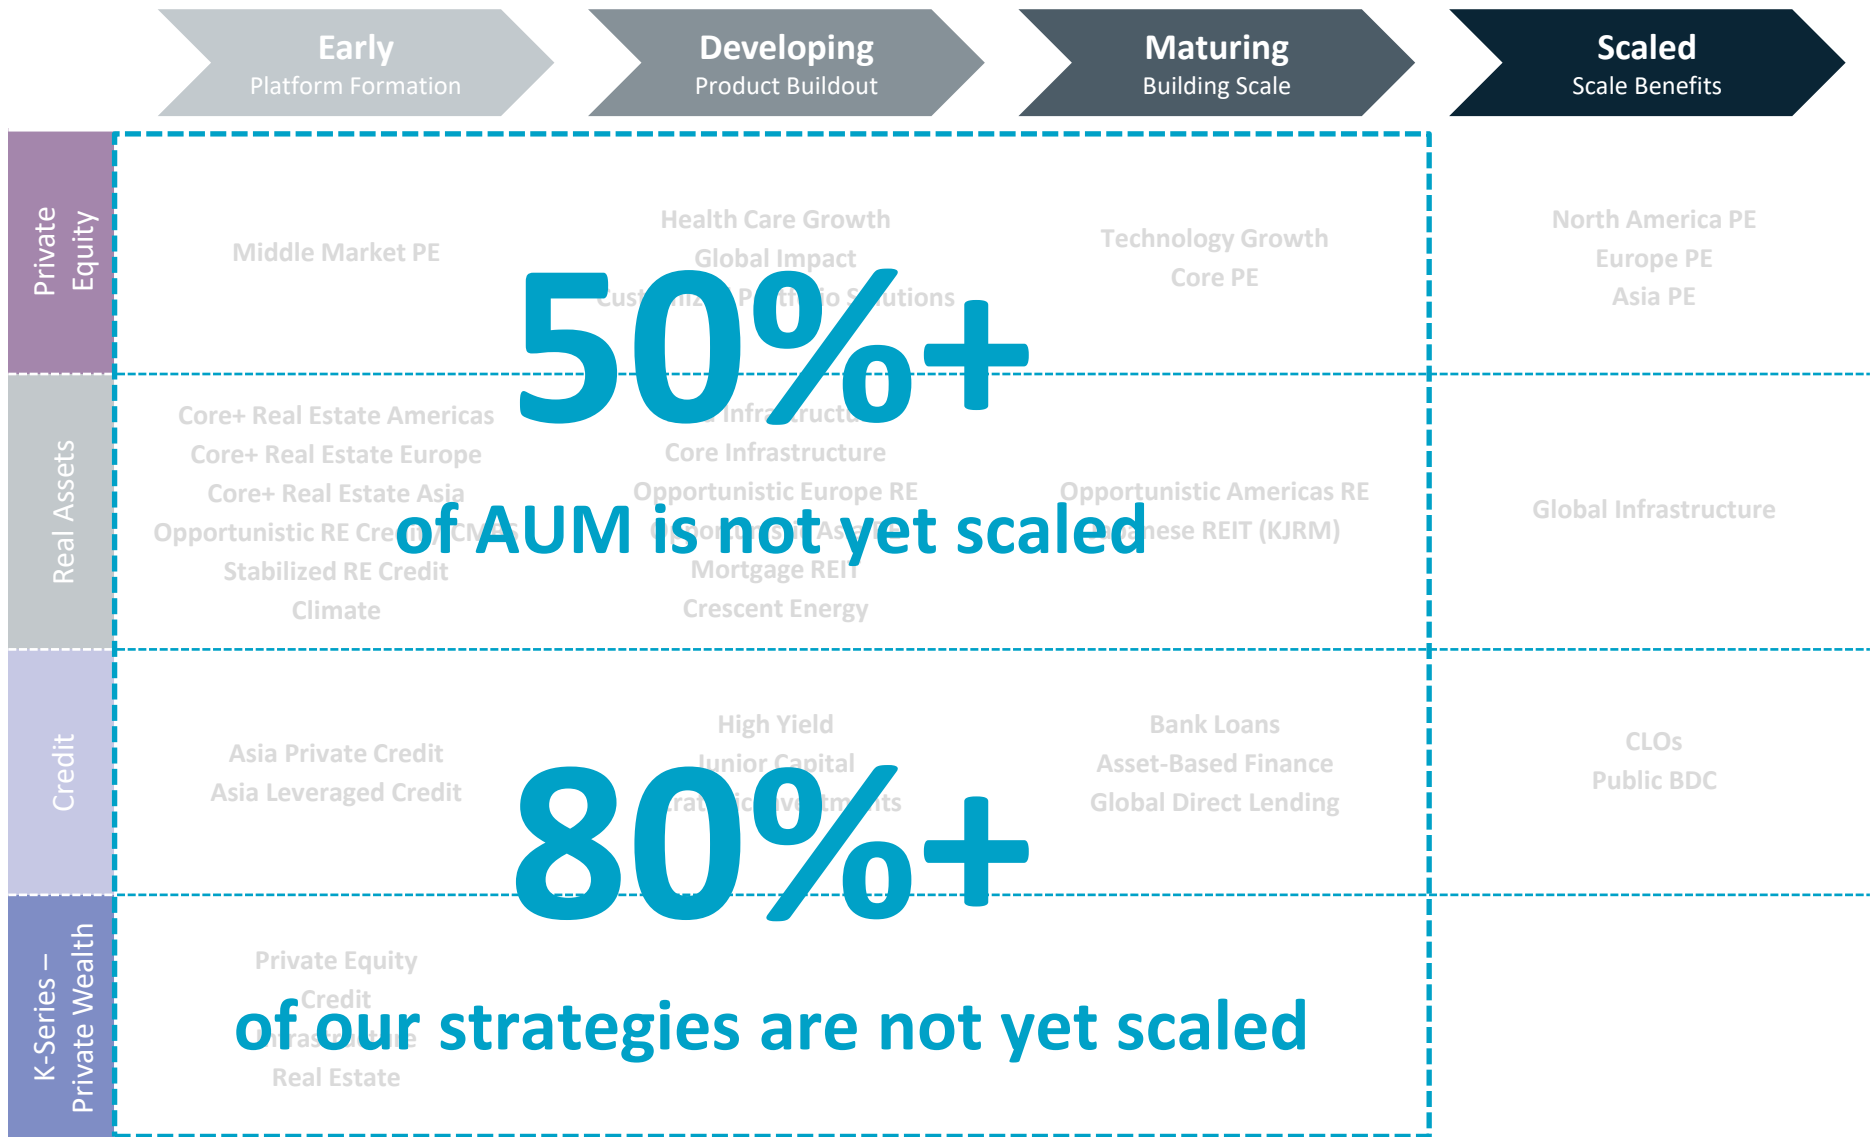 Early
Platform Formation
Developing
Product Buildout
Maturing
Building Scale
Scaled
Scale Benefits
Private
Equity
Middle Market PE
Health Care Growth
Global Impact
Technology Growth
Core PE
North America PE
Europe PE
Asia PE
50%+
of AUM is not yet scaled
Real Assets
Core+ Real Estate Americas
Core+ Real Estate Europe
Core+ Real Estate Asia
Opportunistic RE
Stabilized RE Credit
Climate
Core Infrastructure
Opportunistic Europe RE
Mortgage REIT
Crescent Energy
Opportunistic Americas RE
REIT (KJRM)
Global Infrastructure
Credit
Asia Private Credit
Asia Leveraged Credit
High Yield
Junior Capital
Bank Loans
Asset-Based Finance
Global Direct Lending
CLOs
Public BDC
80%+
of our strategies are not yet scaled
K-Series –
Private Wealth
Private Equity
Credit
Infrastructure
Real Estate